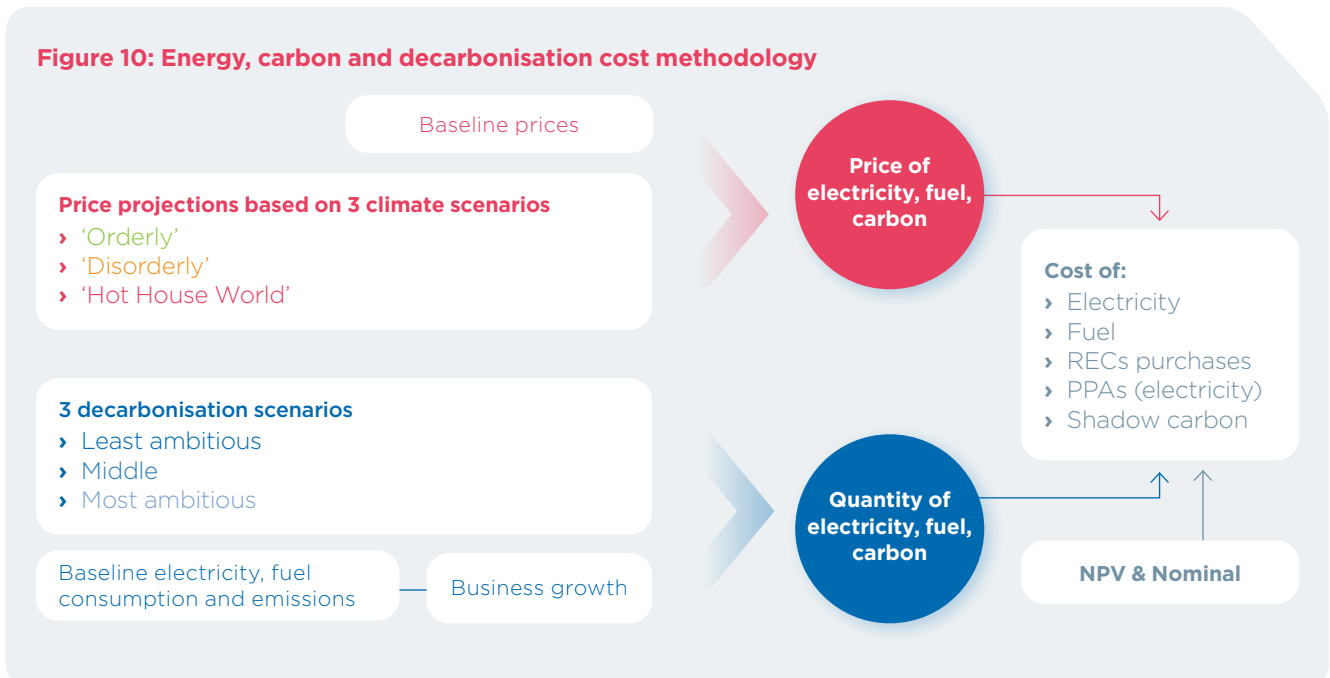 Figure 10: Energy, carbon and decarbonisation cost methodology
Baseline prices
Price projections based on 3 climate scenarios
› ‘Orderly’
› ‘Disorderly’
› ‘Hot House World’
3 decarbonisation scenarios
› Least ambitious
› Middle
› Most ambitious
Baseline electricity, fuel
consumption and emissions
Business growth
Price of
electricity, fuel,
carbon
Quantity of
electricity, fuel,
carbon
Cost of:
› Electricity
› Fuel
› RECs purchases
› PPAs (electricity)
› Shadow carbon
NPV & Nominal